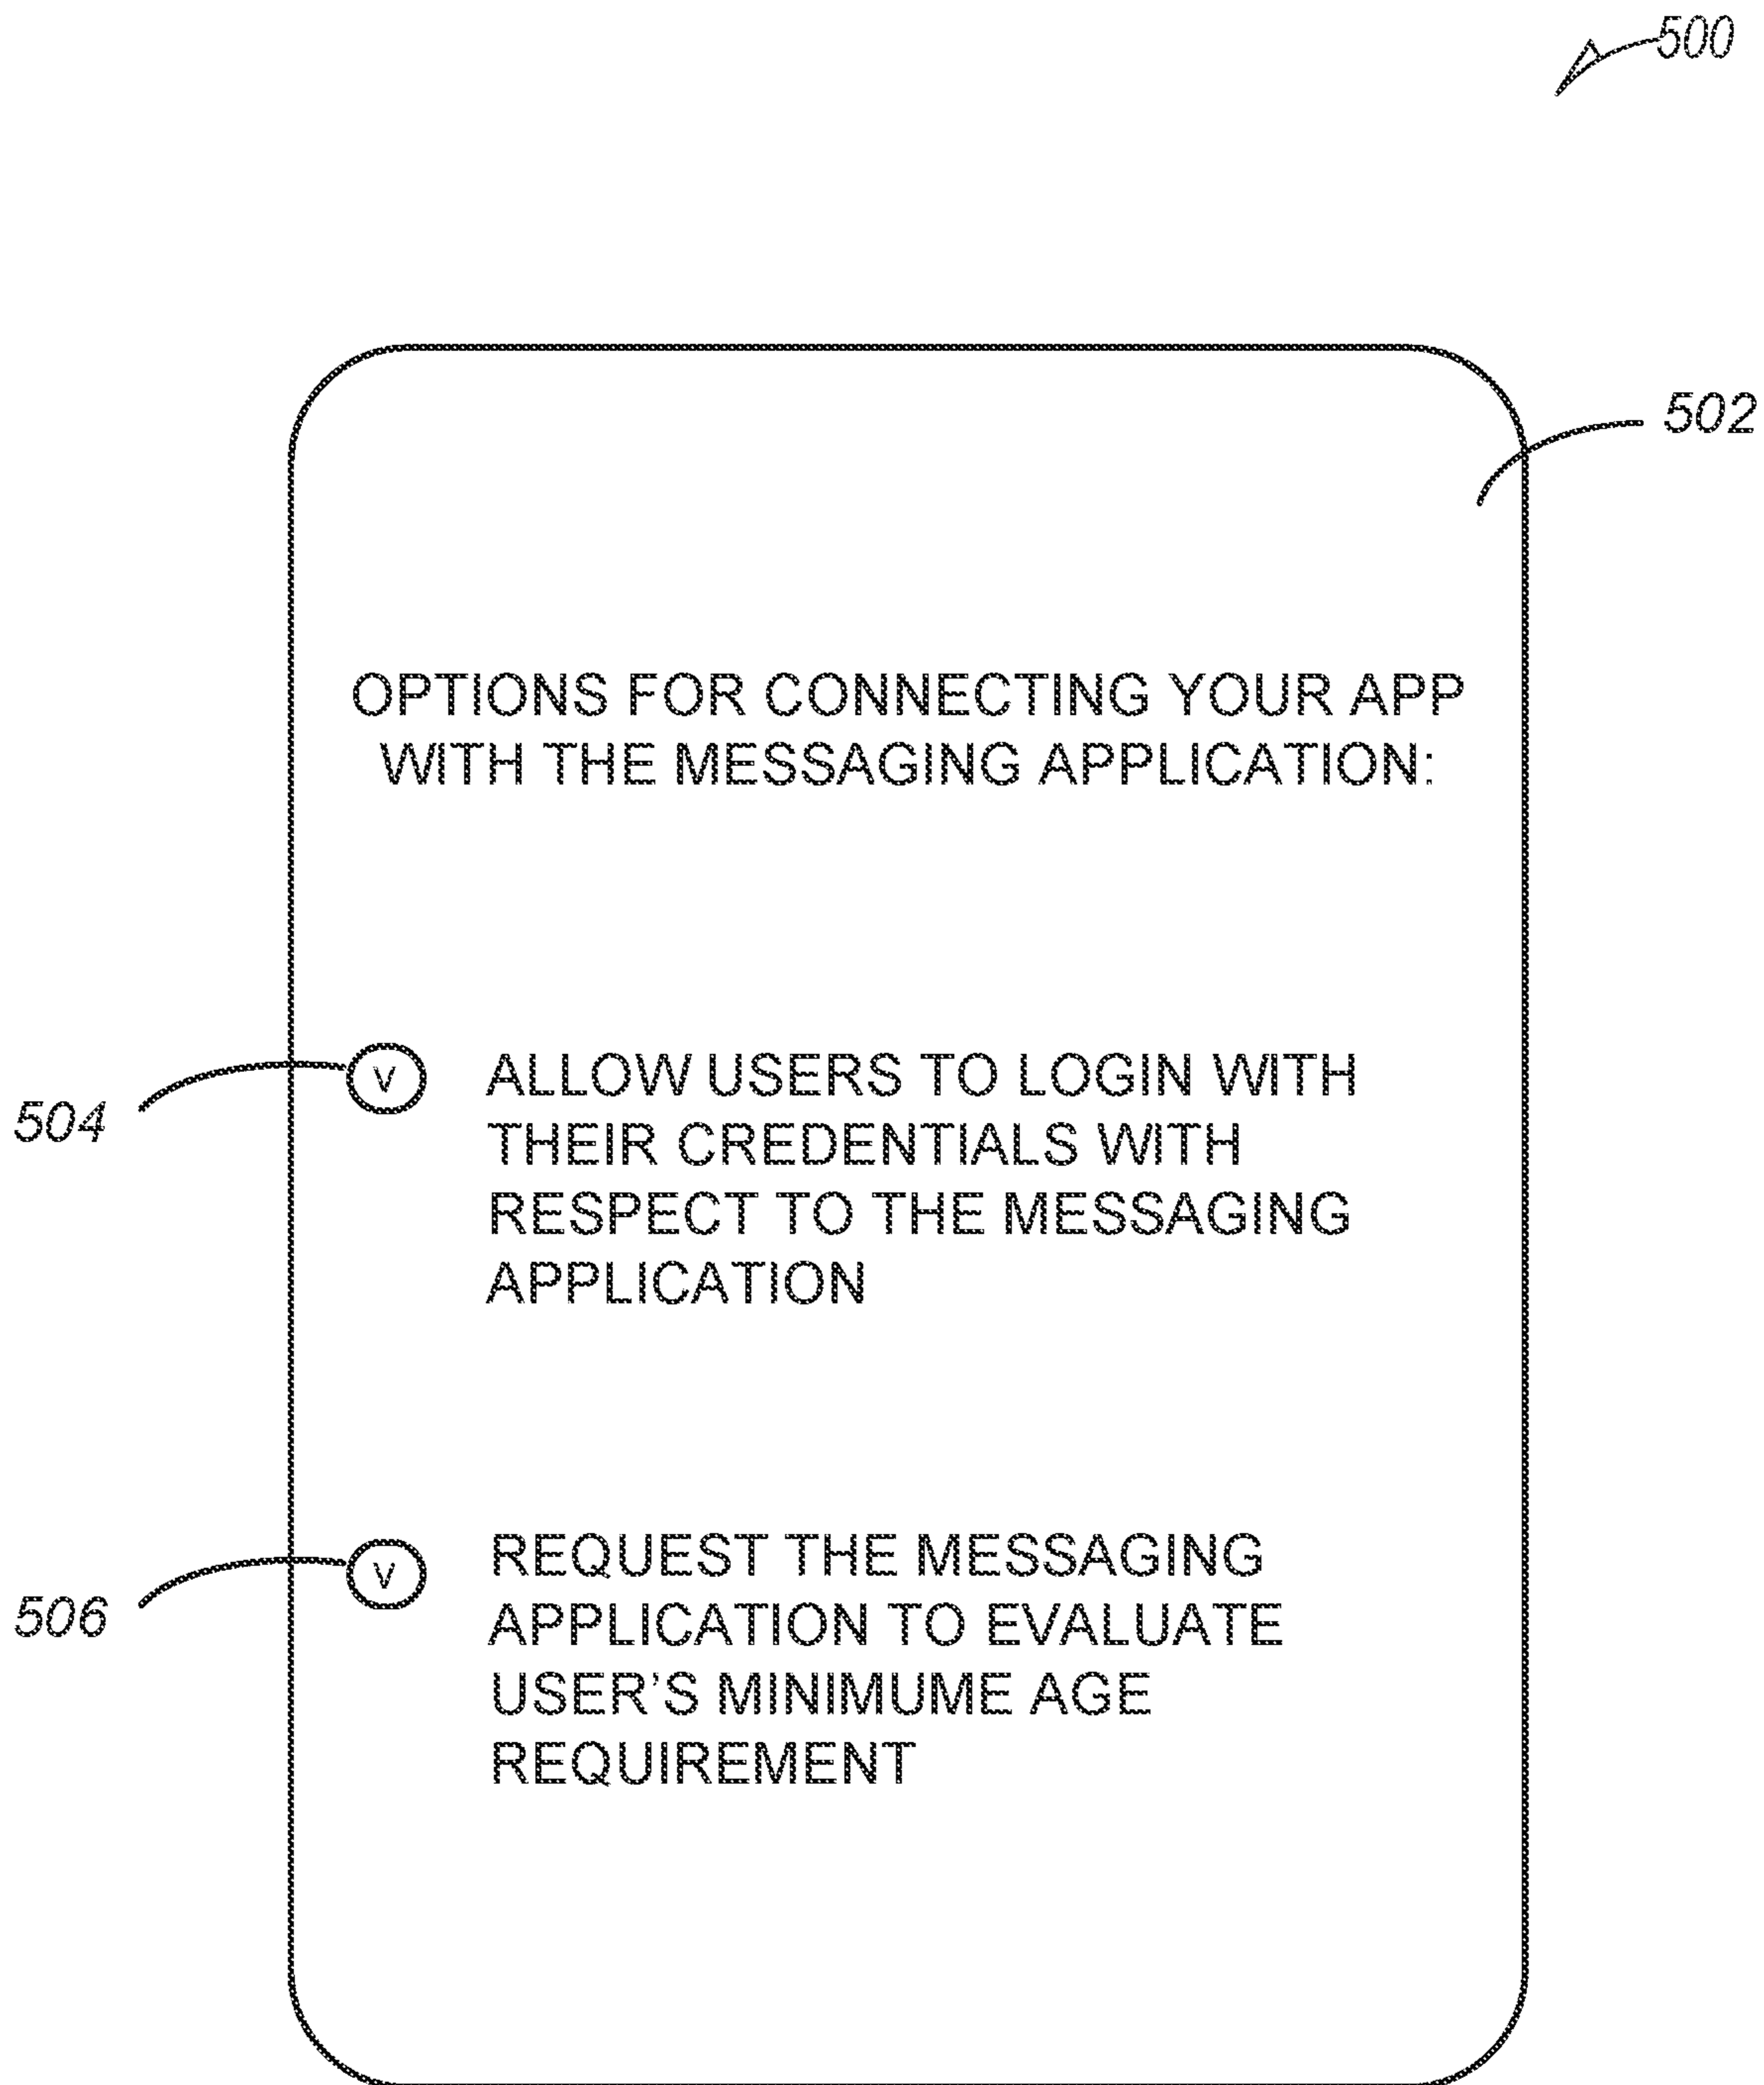 500
502
OPTIONS FOR CONNECTING YOUR APP
WITH THE MESSAGING APPLICATION:
504
V
ALLOW USERS TO LOGIN WITH
THEIR CREDENTIALS WITH
RESPECT TO THE MESSAGING
APPLICATION
506
V
REQUEST THE MESSAGING
APPLICATION TO EVALUATE
USER'S MINIMUME AGE
REQUIREMENT